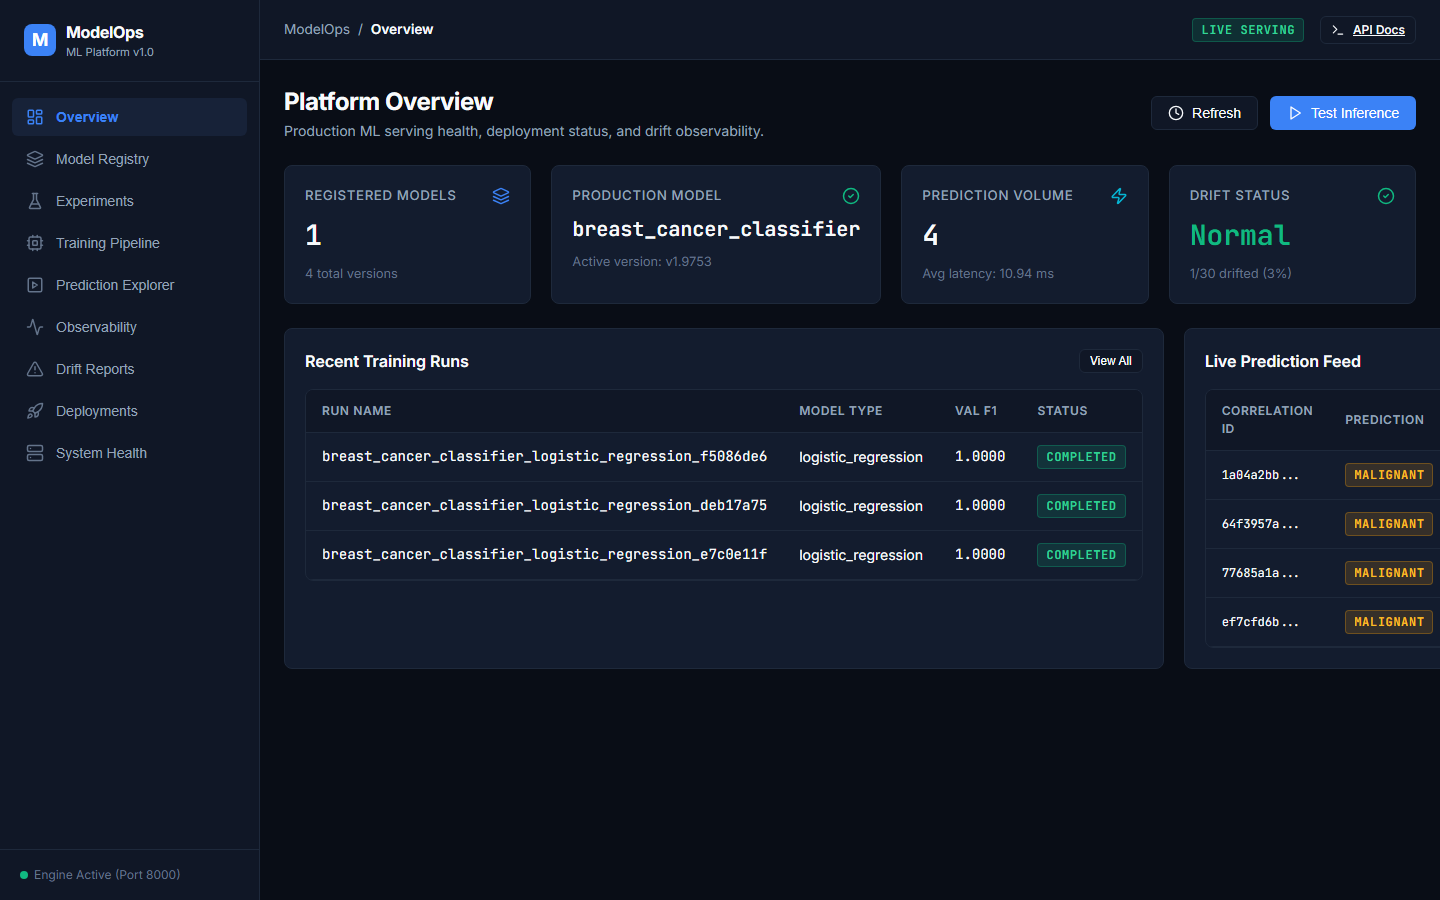 M
ModelOps
ML Platform v1.0
Overview
Model Registry
Experiments
Training Pipeline
Prediction Explorer
Observability
Drift Reports
Deployments
System Health
Engine Active (Port 8000)
ModelOps / Overview
LIVE SERVING
API Docs
Platform Overview
Production ML serving health, deployment status, and drift observability.
Refresh
Test Inference
REGISTERED MODELS
1
4 total versions
PRODUCTION MODEL
breast_cancer_classifier
Active version: v1.9753
PREDICTION VOLUME
4
Avg latency: 10.94 ms
DRIFT STATUS
Normal
1/30 drifted (3%)
Recent Training Runs
View All
RUN NAME MODEL TYPE VAL F1 STATUS
breast_cancer_classifier_logistic_regression_f5086de6 logistic_regression 1.0000 COMPLETED
breast_cancer_classifier_logistic_regression_deb17a75 logistic_regression 1.0000 COMPLETED
breast_cancer_classifier_logistic_regression_e7c0e11f logistic_regression 1.0000 COMPLETED
Live Prediction Feed
CORRELATION
ID
PREDICTION
1a04a2bb... MALIGNANT
64f3957a... MALIGNANT
77685a1a... MALIGNANT
ef7cfd6b... MALIGNANT